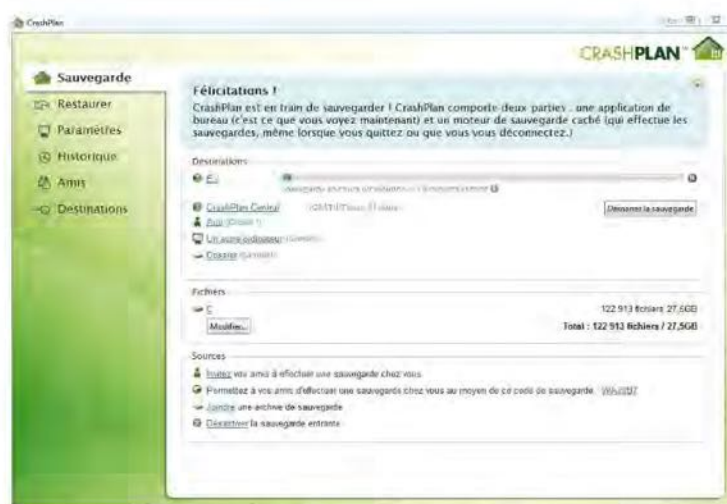 CrashPlan
CRASHPLAN™
Sauvegarde
Restaurer
Paramètres
Historique
Amis
Destinations
Félicitations !
CrashPlan est en train de sauvegarder ! CrashPlan comporte deux parties : une application de
bureau (c'est ce que vous voyez maintenant) et un moteur de sauvegarde caché (qui effectue les
sauvegardes, même lorsque vous quittez ou que vous vous déconnectez.)
Destinations
CrashPlan Central
Démarrer la sauvegarde
Un autre ordinateur
Dossier
Fichiers
C
122 913 fichiers 27,5GB
Modifier...
Total : 122 913 fichiers / 27,5GB
Sources
Invitez vos amis à effectuer une sauvegarde chez vous
Permettez à vos amis d'effectuer une sauvegarde chez vous au moyen de ce code de sauvegarde.
Joindre une archive de sauvegarde
Désactiver la sauvegarde entrante